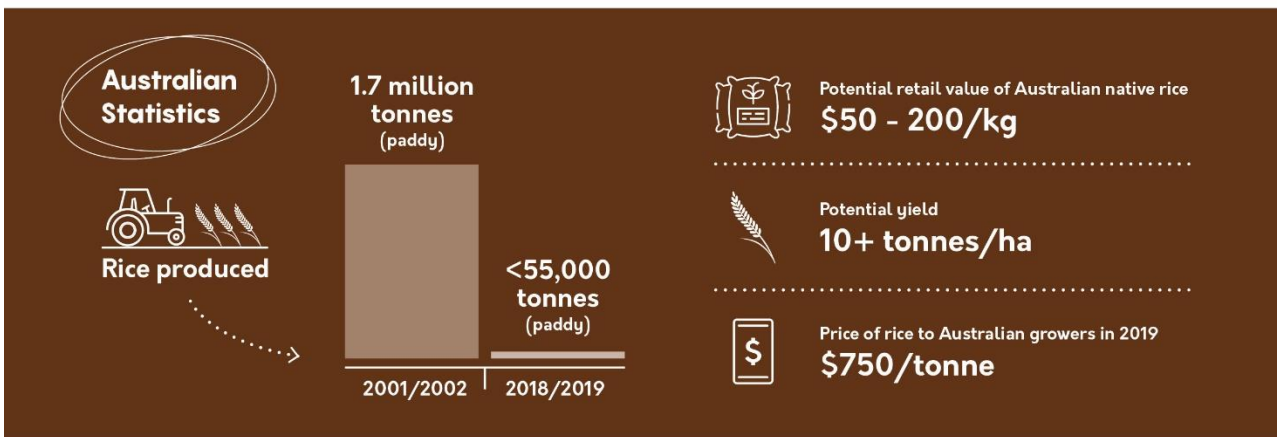 Australian
Statistics
Rice produced
1.7 million
tonnes
(paddy)
<55,000
tonnes
(paddy)
2001/2002
2018/2019
Potential retail value of Australian native rice
$50 - 200/kg
Potential yield
10+ tonnes/ha
$
Price of rice to Australian growers in 2019
$750/tonne